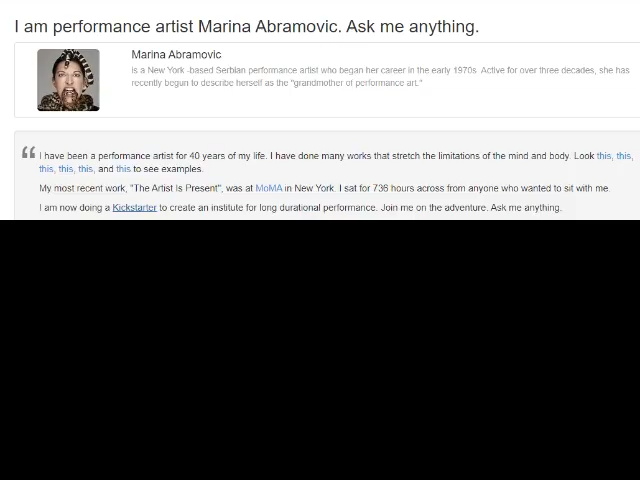 I am performance artist Marina Abramovic. Ask me anything.
Marina Abramovic
is a New York -based Serbian performance artist who began her career in the early 1970s  Active for over three decades, she has
recently begun to describe herself as the "grandmother of performance art."
I have been a performance artist for 40 years of my life. I have done many works that stretch the limitations of the mind and body. Look this, this,
this, this, this, and this to see examples.
My most recent work, "The Artist Is Present", was at MoMA in New York. I sat for 736 hours across from anyone who wanted to sit with me.
I am now doing a Kickstarter to create an institute for long durational performance. Join me on the adventure. Ask me anything.